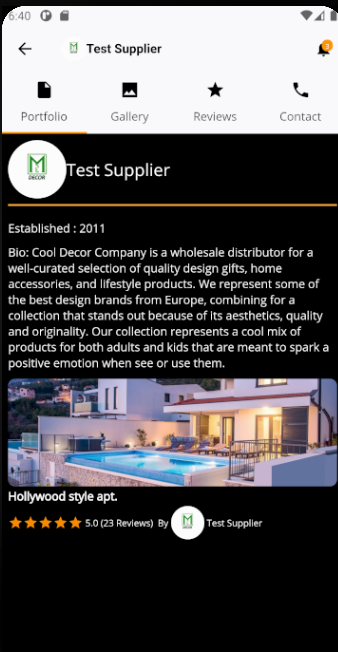 6:40
Test Supplier
3
Portfolio Gallery Reviews Contact
M
DECOR
Test Supplier
Established : 2011
Bio: Cool Decor Company is a wholesale distributor for a
well-curated selection of quality design gifts, home
accessories, and lifestyle products. We represent some of
the best design brands from Europe, combining for a
collection that stands out because of its aesthetics, quality
and originality. Our collection represents a cool mix of
products for both adults and kids that are meant to spark a
positive emotion when see or use them.
Hollywood style apt.
5.0 (23 Reviews) By Test Supplier